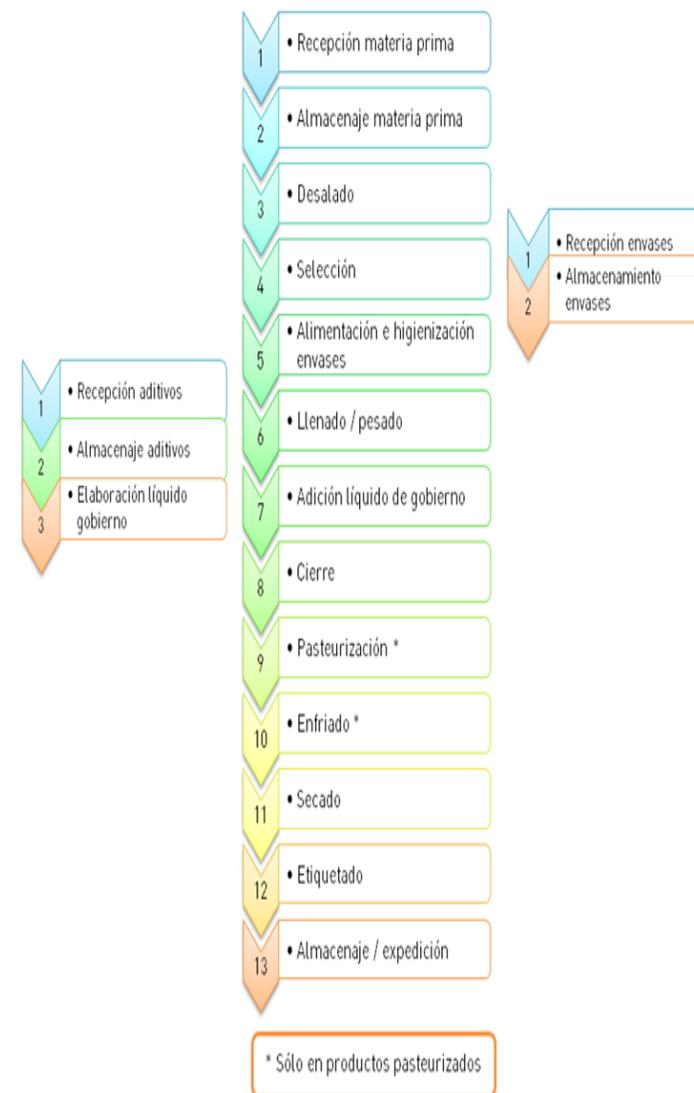 1
• Recepción materia prima
2
• Almacenaje materia prima
3
• Desalado
4
• Selección
5
• Alimentación e higienización
envases
6
• Llenado / pesado
7
• Adición líquido de gobierno
8
• Cierre
9
• Pasteurización *
10
• Enfriado *
11
• Secado
12
• Etiquetado
13
• Almacenaje / expedición
1
• Recepción aditivos
2
• Almacenaje aditivos
3
• Elaboración líquido
gobierno
1
• Recepción envases
2
• Almacenamiento
envases
* Sólo en productos pasteurizados